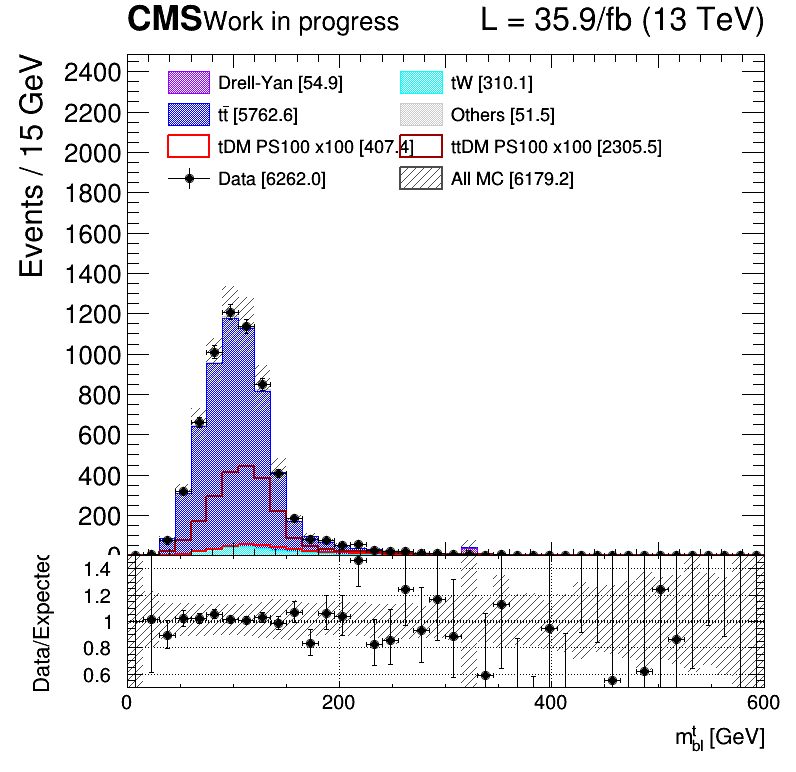 CMS Work in progress L = 35.9/fb (13 TeV)
Events / 15 GeV
2400
2200
2000
1800
1600
1400
1200
1000
800
600
400
200
0
Drell-Yan [54.9] tW [310.1]
tt̄ [5762.6] Others [51.5]
tDM PS100 x100 [407.4] ttDM PS100 x100 [2305.5]
Data [6262.0] All MC [6179.2]
Data/Expected
1.4
1.2
1
0.8
0.6
0 200 400 600
m^t_bl [GeV]